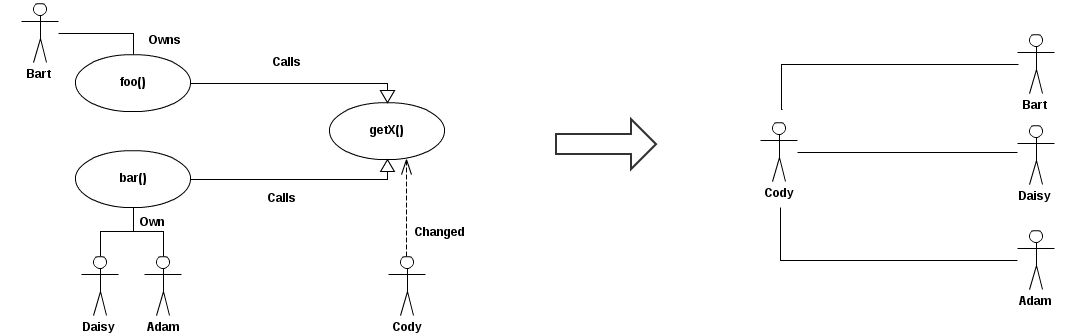 Owns
Bart
foo()
Calls
getX()
bar()
Calls
Own
Changed
Daisy
Adam
Cody
Bart
Cody
Daisy
Adam